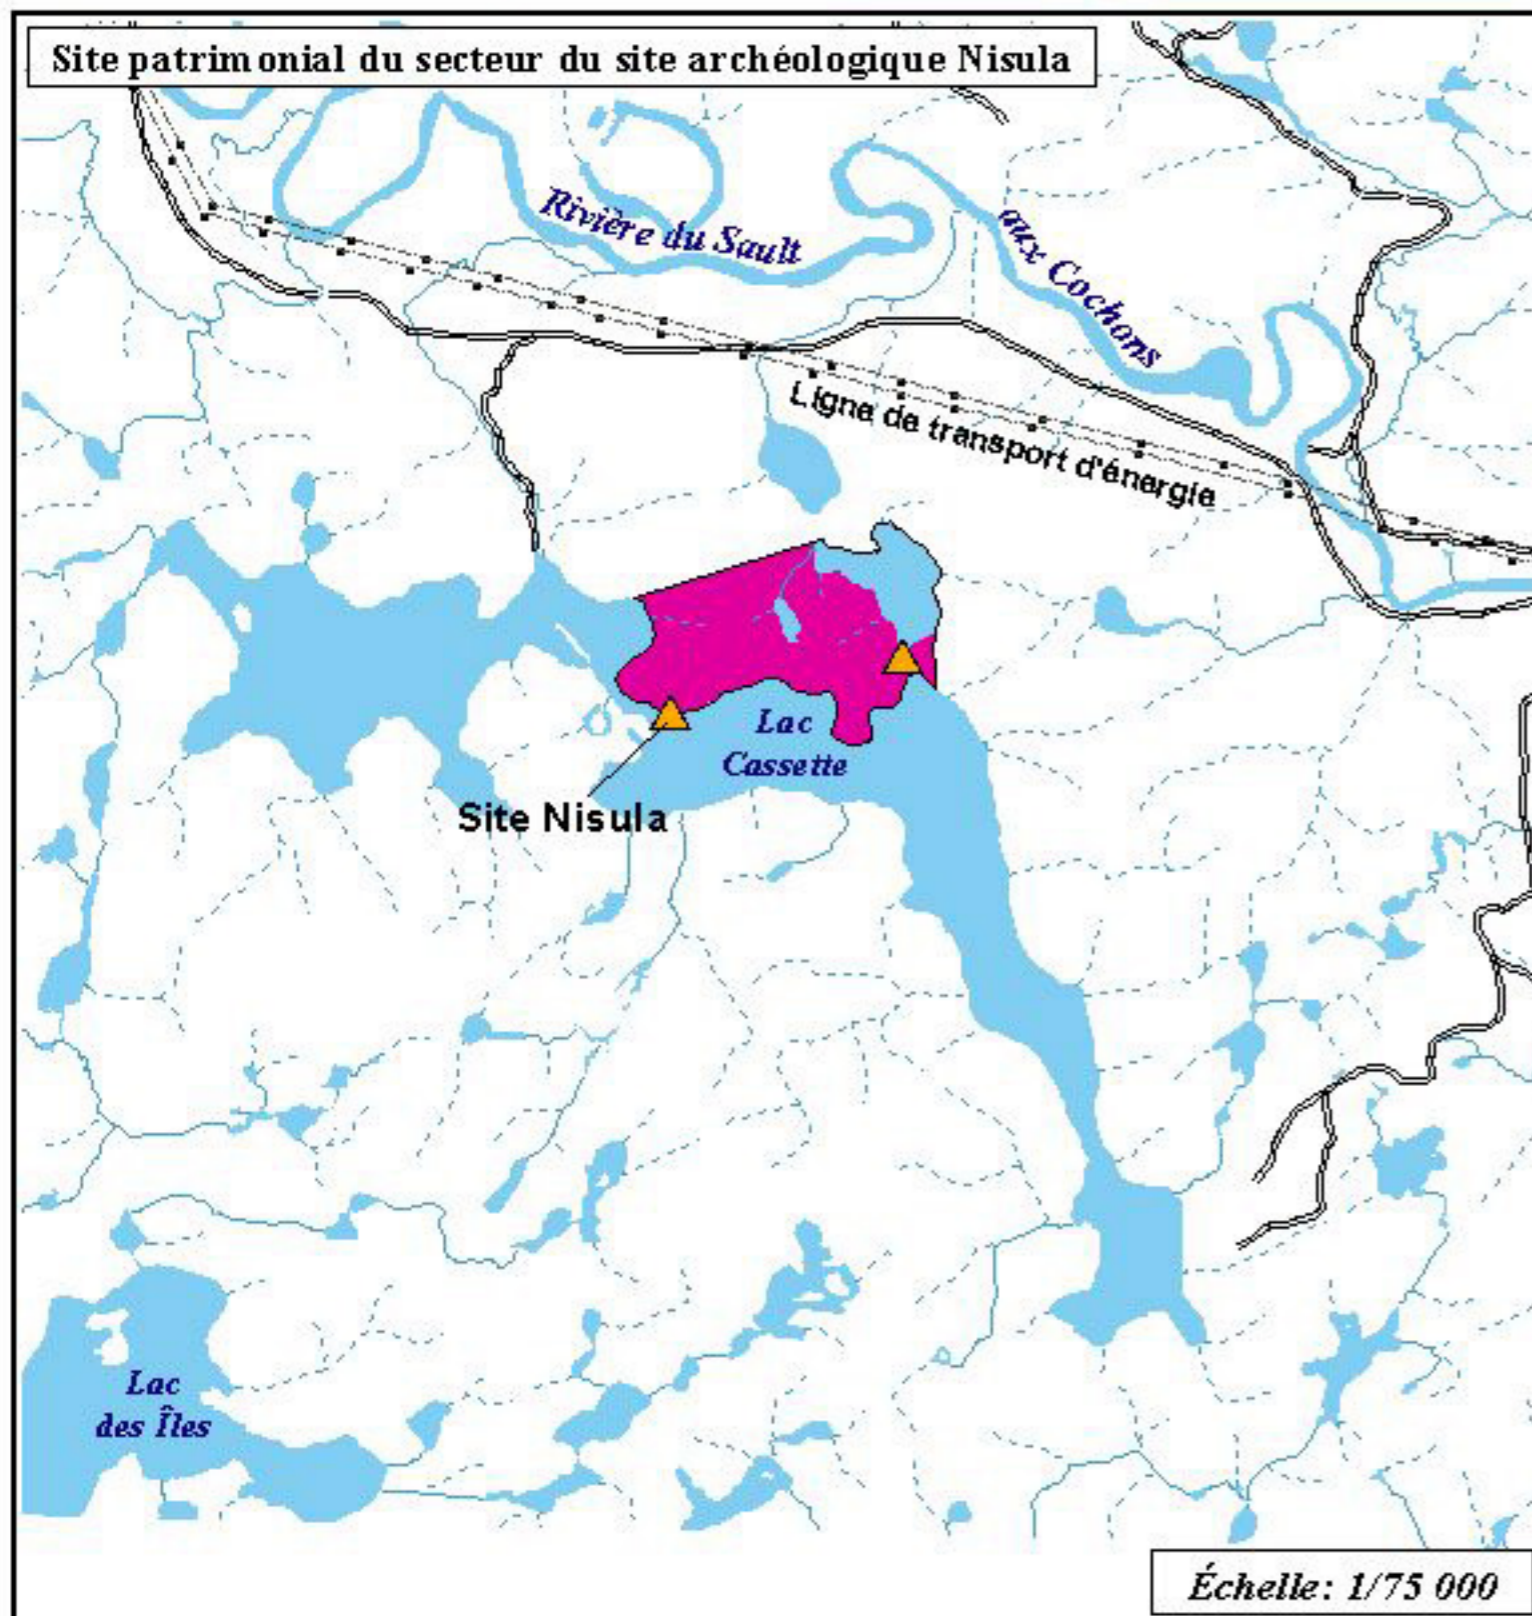 Site patrimonial du secteur du site archéologique Nisula
Rivière du Sault
aux Cochons
Ligne de transport d'énergie
Lac
Cassette
Site Nisula
Lac
des Îles
Échelle: 1/75 000